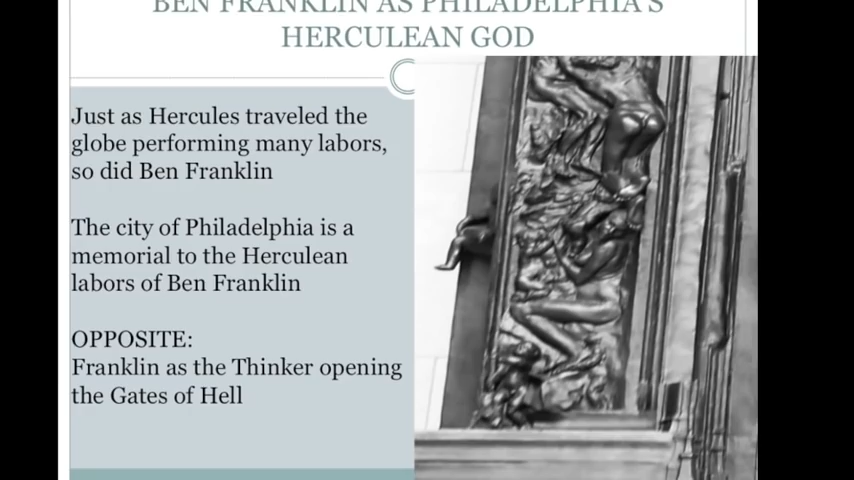 BEN FRANKLIN AS PHILADELPHIA'S
HERCULEAN GOD
Just as Hercules traveled the
globe performing many labors,
so did Ben Franklin
The city of Philadelphia is a
memorial to the Herculean
labors of Ben Franklin
OPPOSITE:
Franklin as the Thinker opening
the Gates of Hell